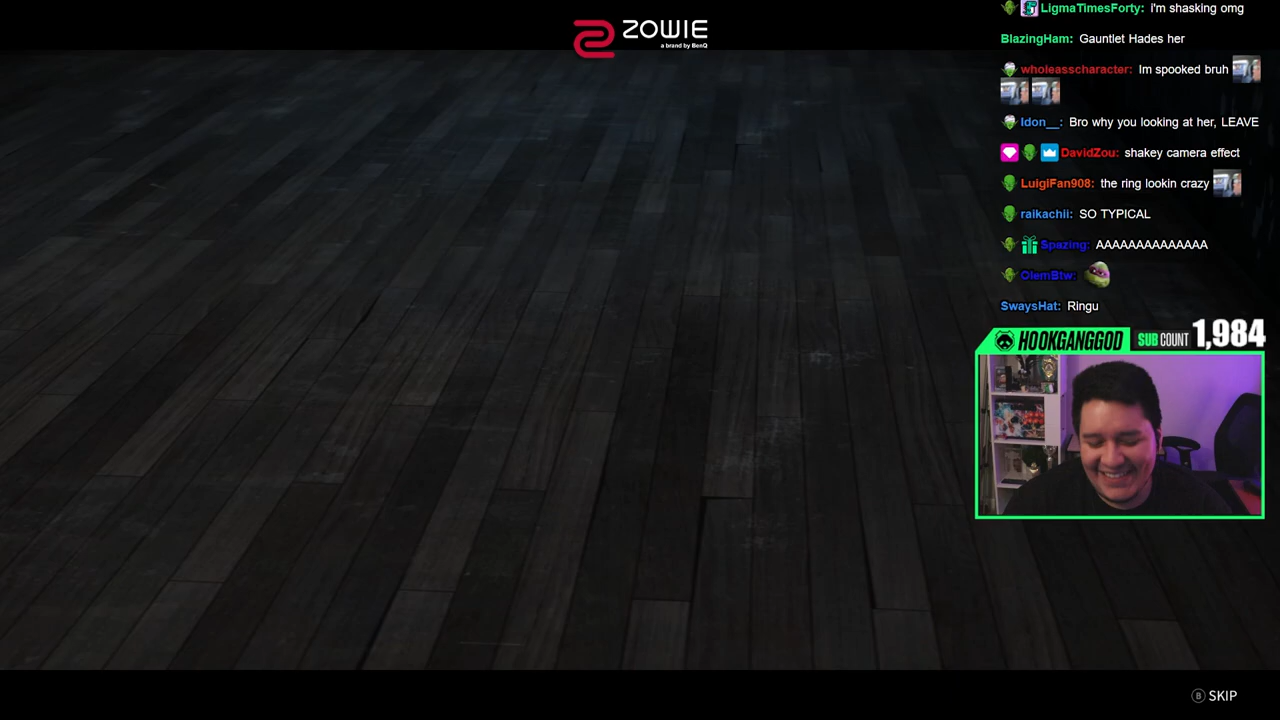 ZOWIE
a brand by BenQ
LigmaTimesForty: i'm shasking omg
BlazingHam: Gauntlet Hades her
wholeasscharacter: Im spooked bruh
Idon__: Bro why you looking at her, LEAVE
DavidZou: shakey camera effect
LuigiFan908: the ring lookin crazy
raikachii: SO TYPICAL
Spazing: AAAAAAAAAAAAAA
ClemBtw:
SwaysHat: Ringu
HOOKGANGGOD SUB COUNT 1,984
B SKIP